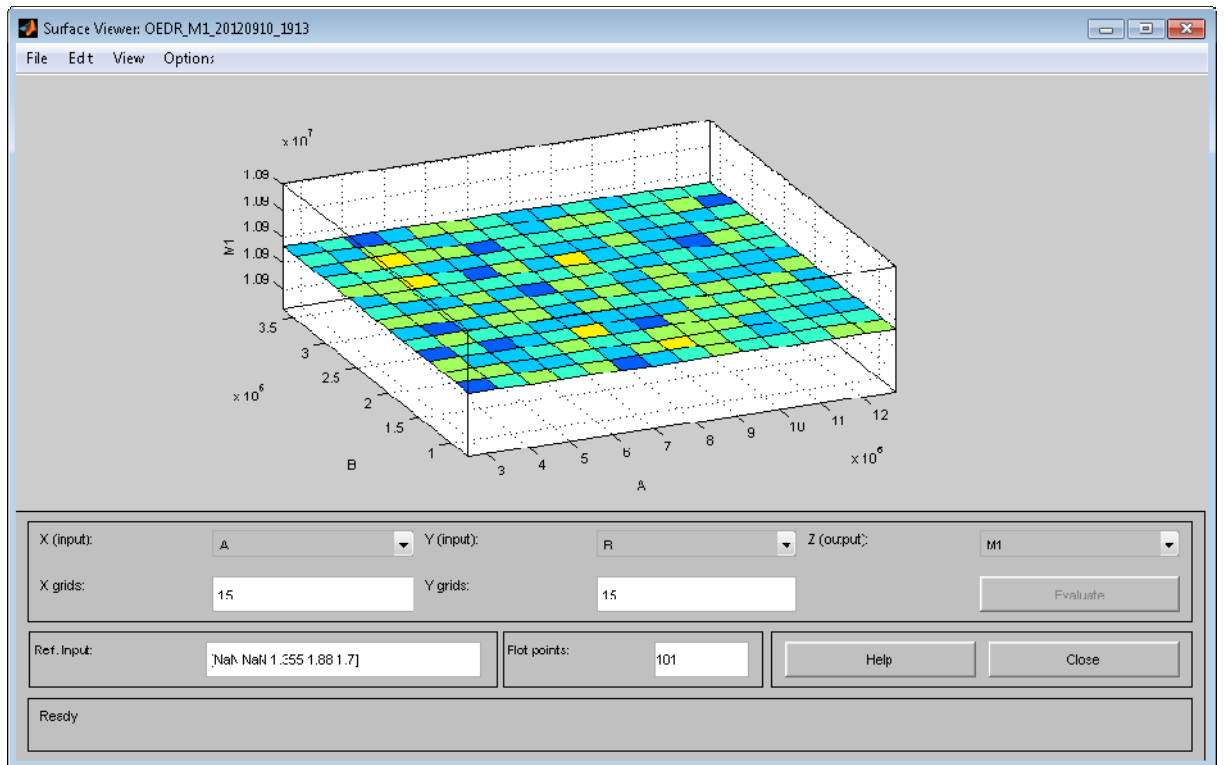 Surface Viewer: OEDR_M1_20120910_1913
File Edit View Options
x 10^7
1.09
1.09
1.09
1.09
1.09
M1
3.5
3
2.5
2
1.5
1
x 10^6
B
3 4 5 6 7 8 9 10 11 12
x 10^6
A
X (input): A Y (input): B Z (output): M1
X grids: 15 Y grids: 15 Evaluate
Ref. Input: [NaN NaN 1.355 1.88 1.7] Plot points: 101 Help Close
Ready